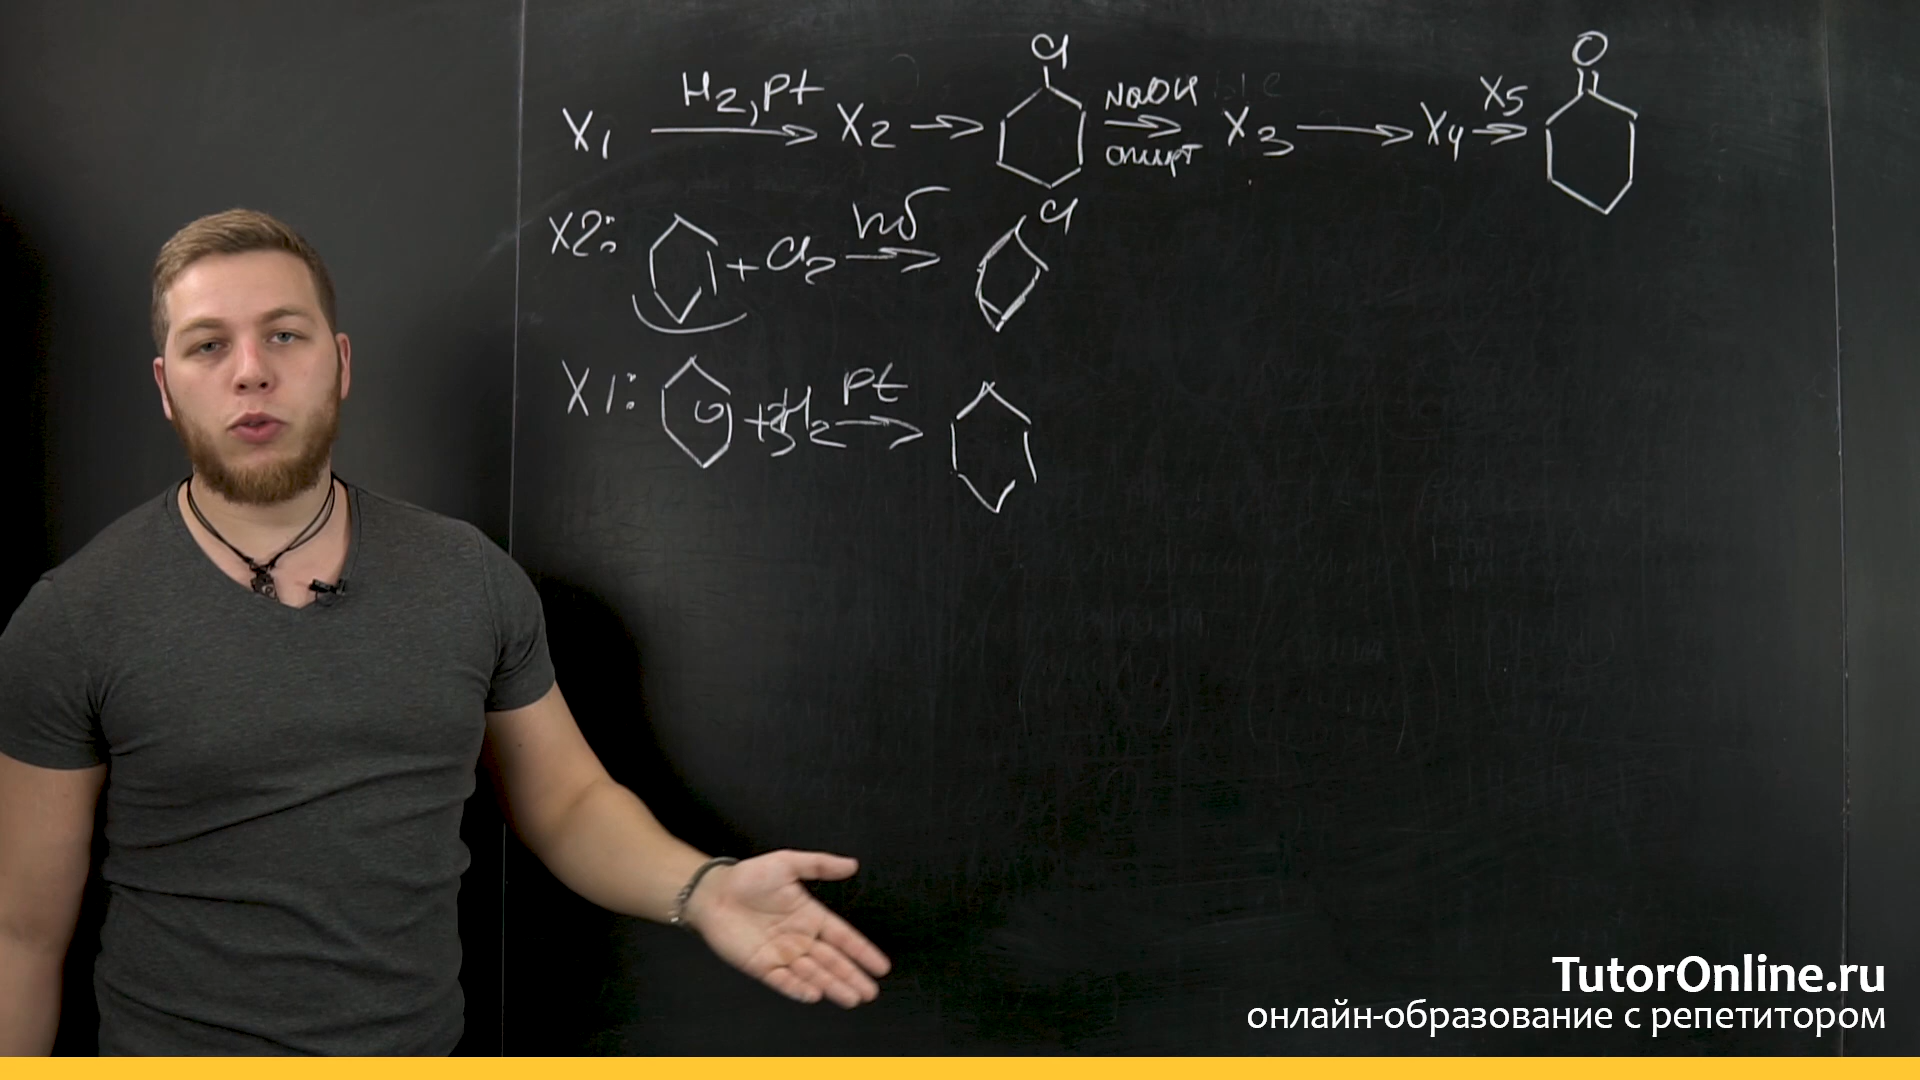 Cl O
X1 H2, Pt X2 NaOH спирт X3 X4 X5
X2: + Cl2 hδ Cl
X1: +3H2 Pt
TutorOnline.ru
онлайн-образование с репетитором